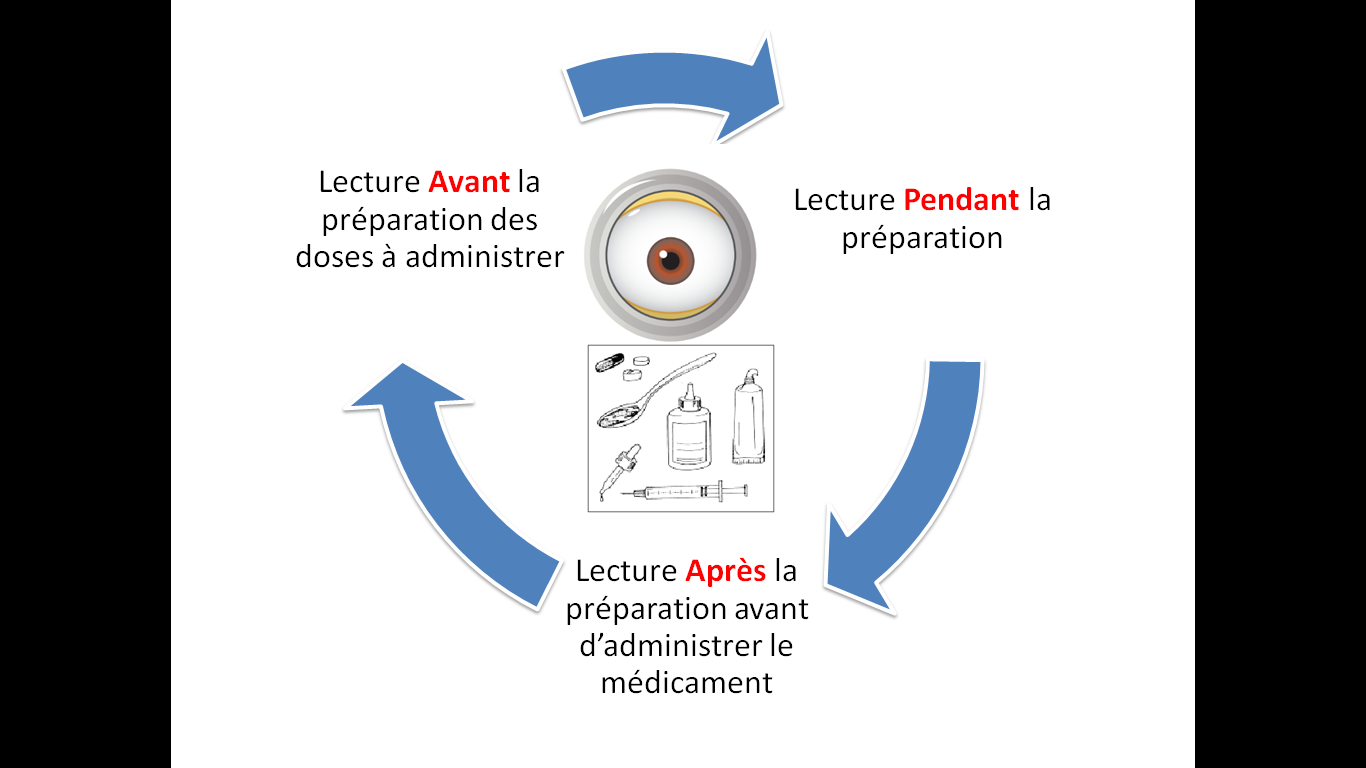 Lecture Avant la
préparation des
doses à administrer
Lecture Pendant la
préparation
Lecture Après la
préparation avant
d’administrer le
médicament